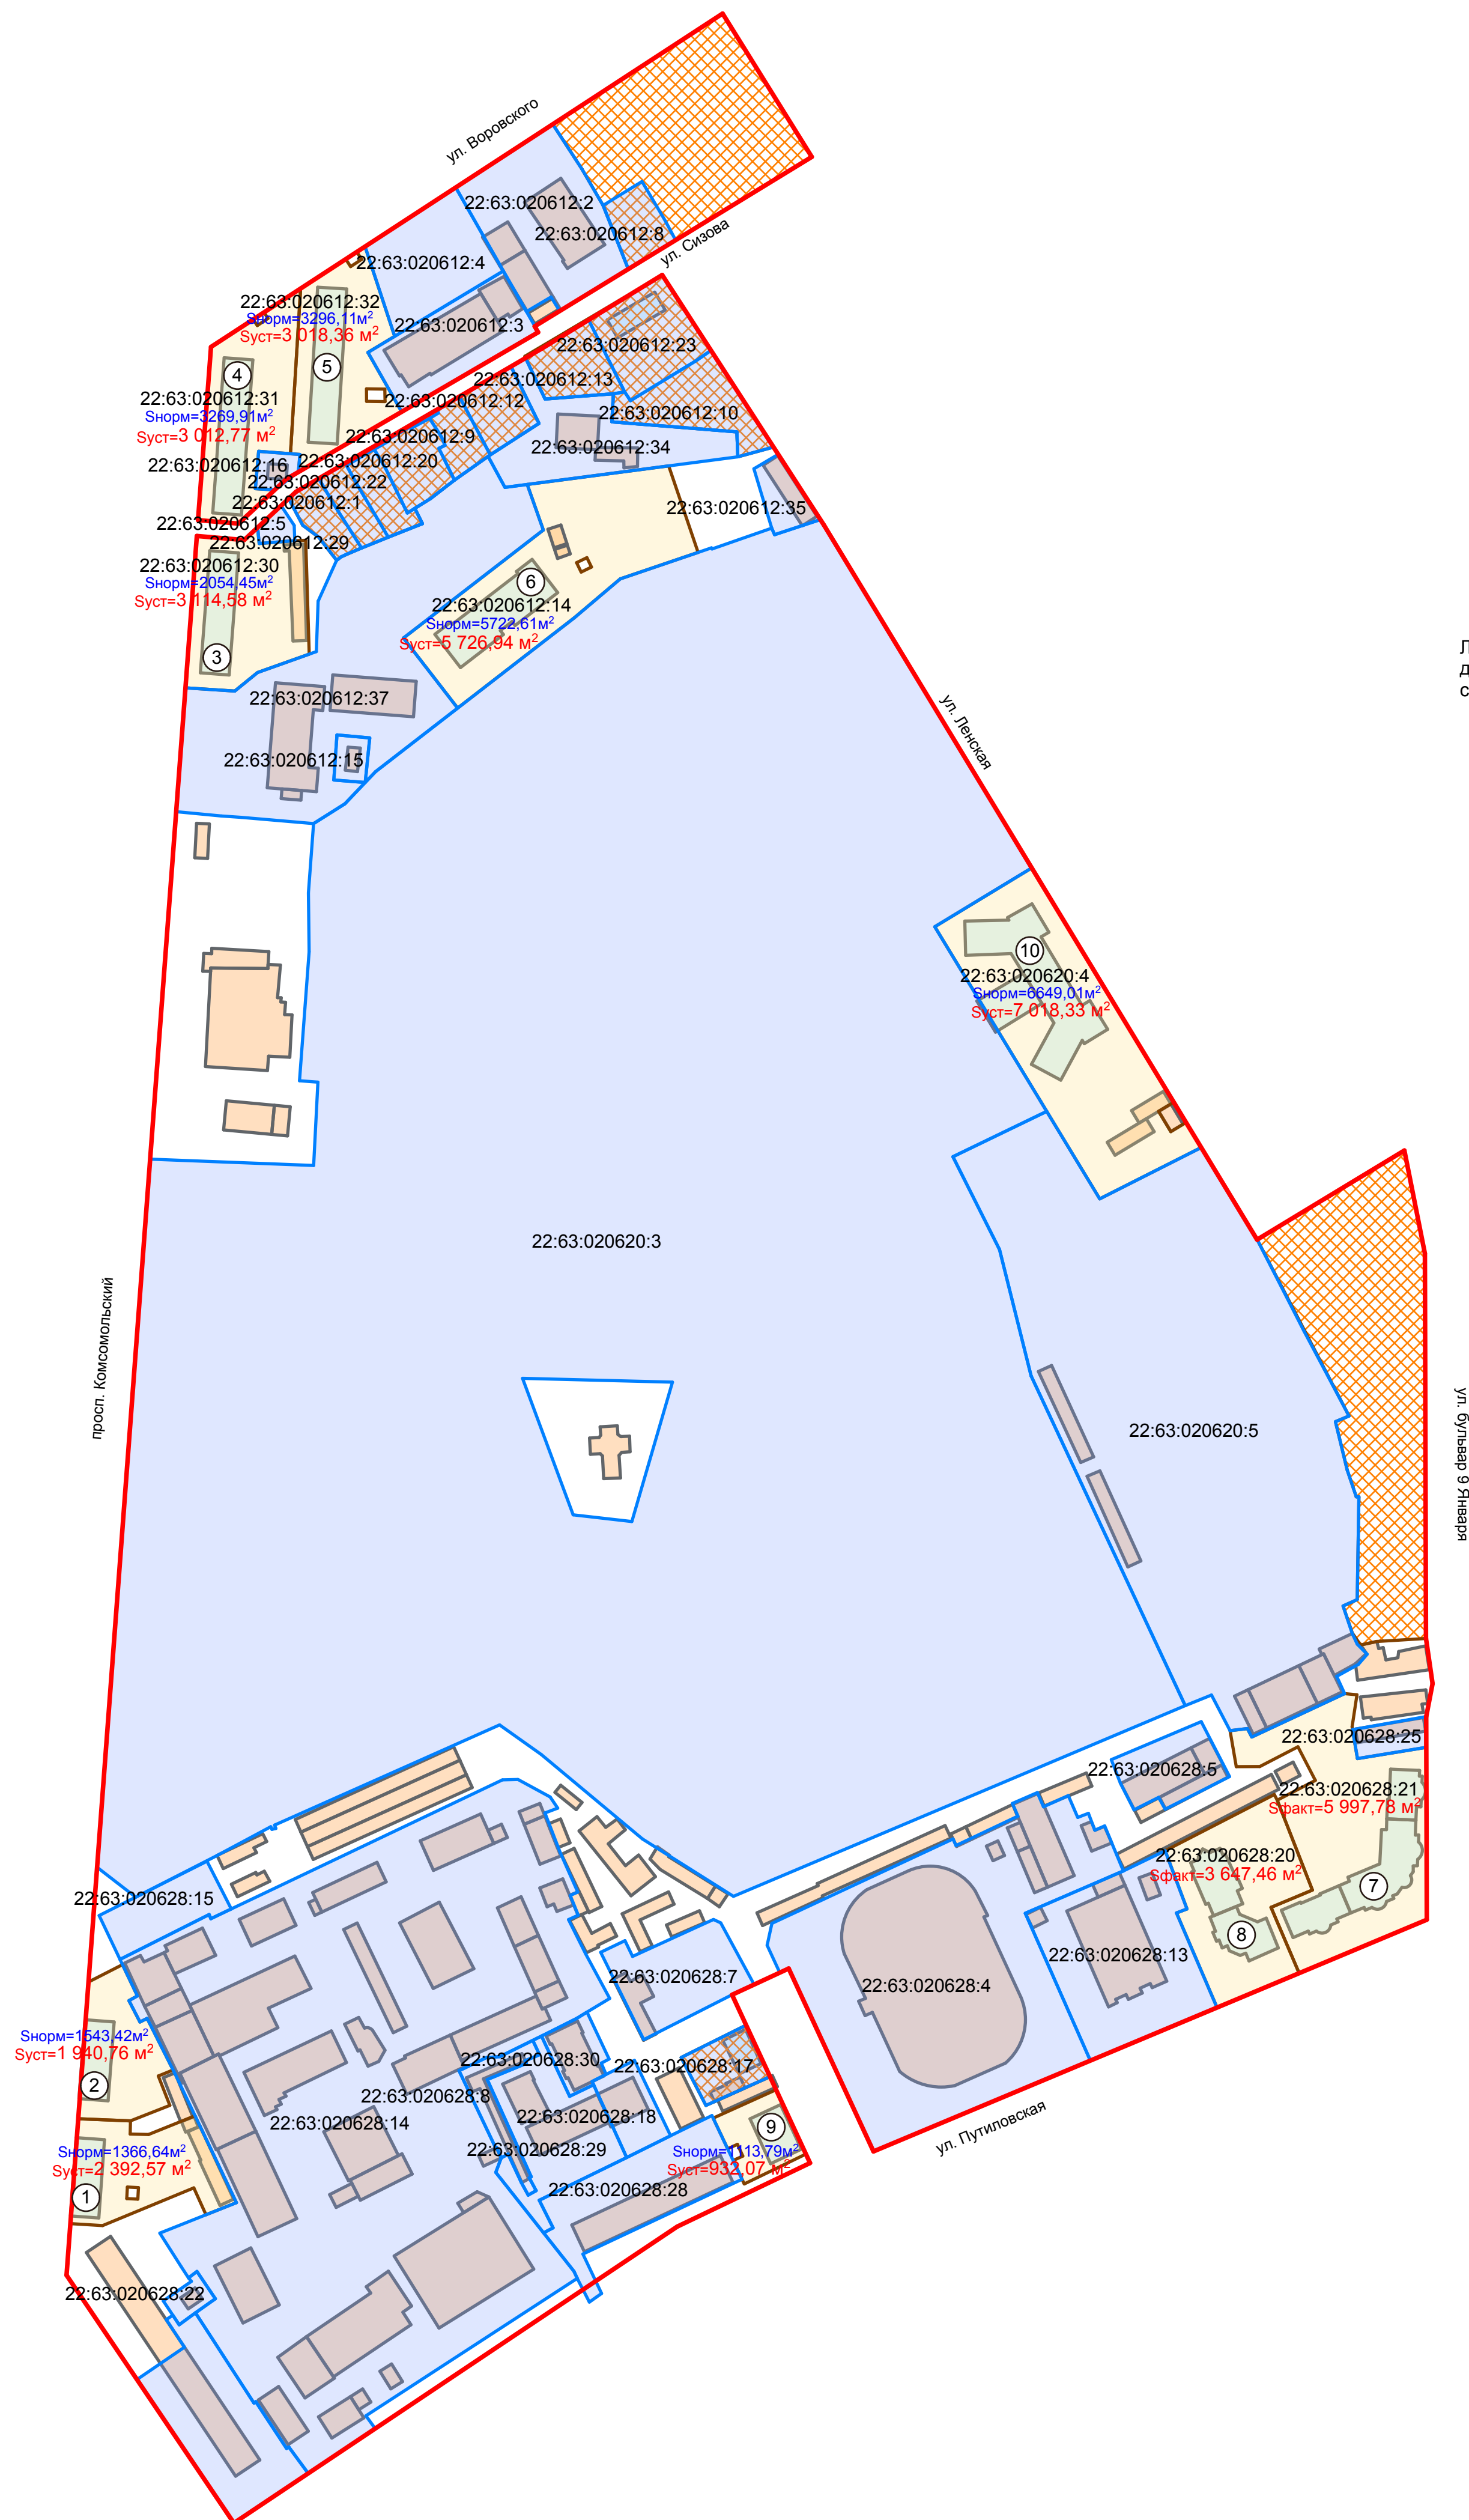 ул. Воровского
22:63:020612:2
22:63:020612:8
ул. Сизова
22:63:020612:4
22:63:020612:32
Sнорм=3296,11м²
Sуст=3 018,36 м²
22:63:020612:3
22:63:020612:23
5
4
22:63:020612:13
22:63:020612:31
Sнорм=3269,91м²
Sуст=3 012,77 м²
22:63:020612:12
22:63:020612:10
22:63:020612:9
22:63:020612:34
22:63:020612:16
22:63:020612:20
22:63:020612:22
22:63:020612:1
22:63:020612:35
22:63:020612:5
22:63:020612:29
22:63:020612:30
Sнорм=2054,45м²
Sуст=3 114,58 м²
6
22:63:020612:14
Sнорм=5722,61м²
Sуст=5 726,94 м²
3
Л
д
с
22:63:020612:37
22:63:020612:15
ул. Ленская
10
22:63:020620:4
Sнорм=6649,01м²
Sуст=7 018,33 м²
22:63:020620:3
просп. Комсомольский
22:63:020620:5
ул. бульвар 9 Января
22:63:020628:25
22:63:020628:5
22:63:020628:21
Sфакт=5 997,78 м²
22:63:020628:20
Sфакт=3 647,46 м²
7
22:63:020628:15
8
22:63:020628:13
22:63:020628:7
22:63:020628:4
Sнорм=1543,42м²
Sуст=1 940,76 м²
2
22:63:020628:30
22:63:020628:17
22:63:020628:8
22:63:020628:14
22:63:020628:18
9
ул. Путиловская
Sнорм=1366,64м²
Sуст=2 392,57 м²
22:63:020628:29
Sнорм=1113,79м²
Sуст=932,07 м²
1
22:63:020628:28
22:63:020628:22